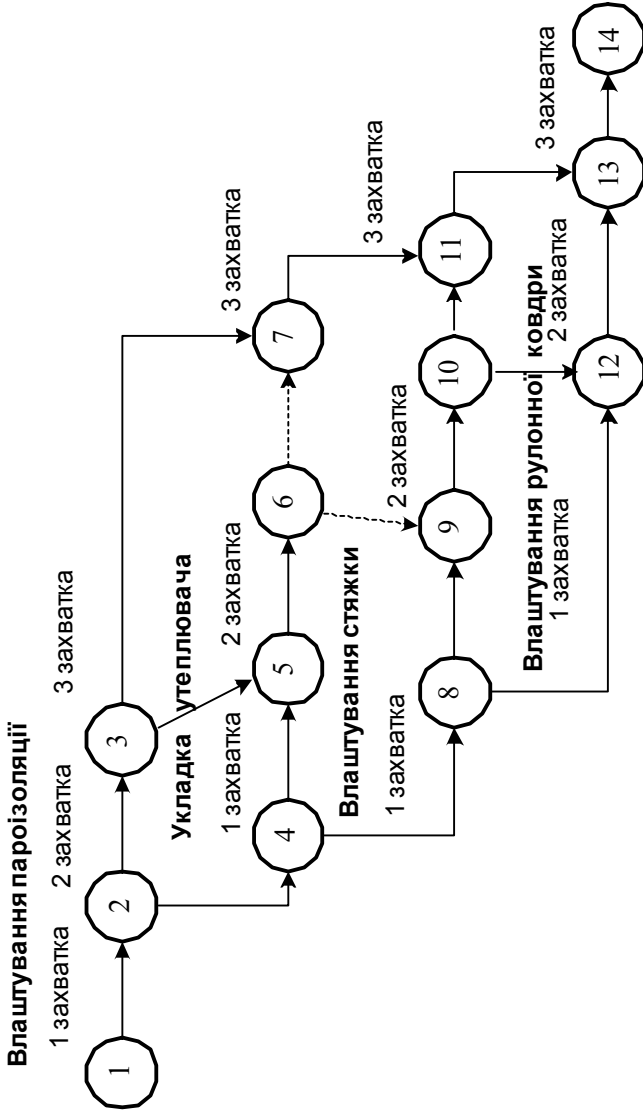 Влаштування пароізоляції
1 захватка
2 захватка
3 захватка
1
2
3
Укладка утеплювача
1 захватка
2 захватка
3 захватка
4
5
6
7
Влаштування стяжки
1 захватка
2 захватка
3 захватка
8
9
10
11
Влаштування рулонної ковдри
1 захватка
2 захватка
3 захватка
12
13
14